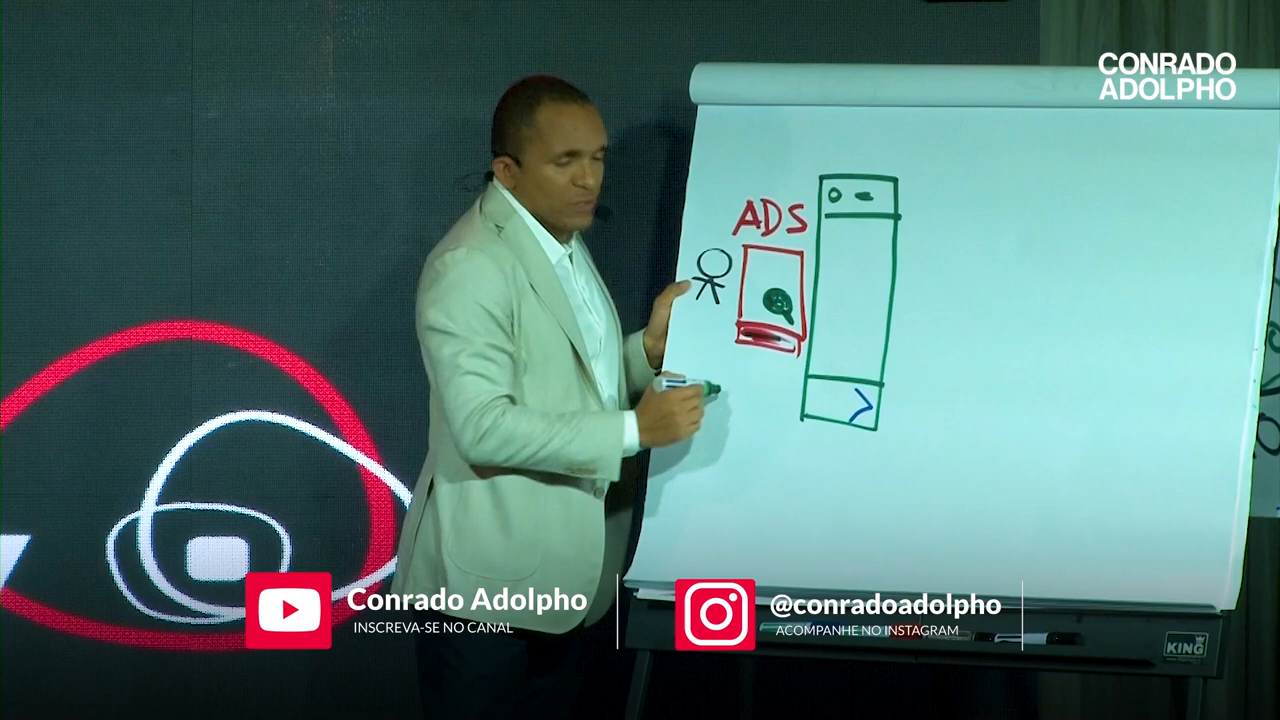 CONRADO
ADOLPHO
ADS
Conrado Adolpho
INSCREVA-SE NO CANAL
@conradoadolpho
ACOMPANHE NO INSTAGRAM
KING